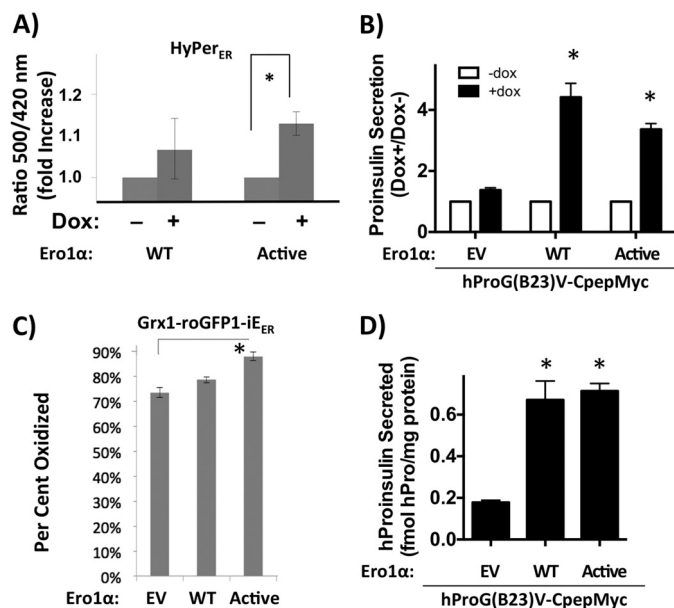 A)
HyPerER
*
Ratio 500/420 nm
(fold Increase)
1.2
1.1
1.0
Dox: – + – +
Ero1α: WT Active
B)
-dox
+dox
* *
Proinsulin Secretion
(Dox+/Dox-)
4
2
0
Ero1α: EV WT Active
hProG(B23)V-CpepMyc
C)
Grx1-roGFP1-iEER
*
Per Cent Oxidized
90%
80%
70%
60%
50%
40%
30%
20%
10%
0%
Ero1α: EV WT Active
D)
* *
hProinsulin Secreted
(fmol hPro/mg protein)
0.6
0.4
0.2
0.0
Ero1α: EV WT Active
hProG(B23)V-CpepMyc